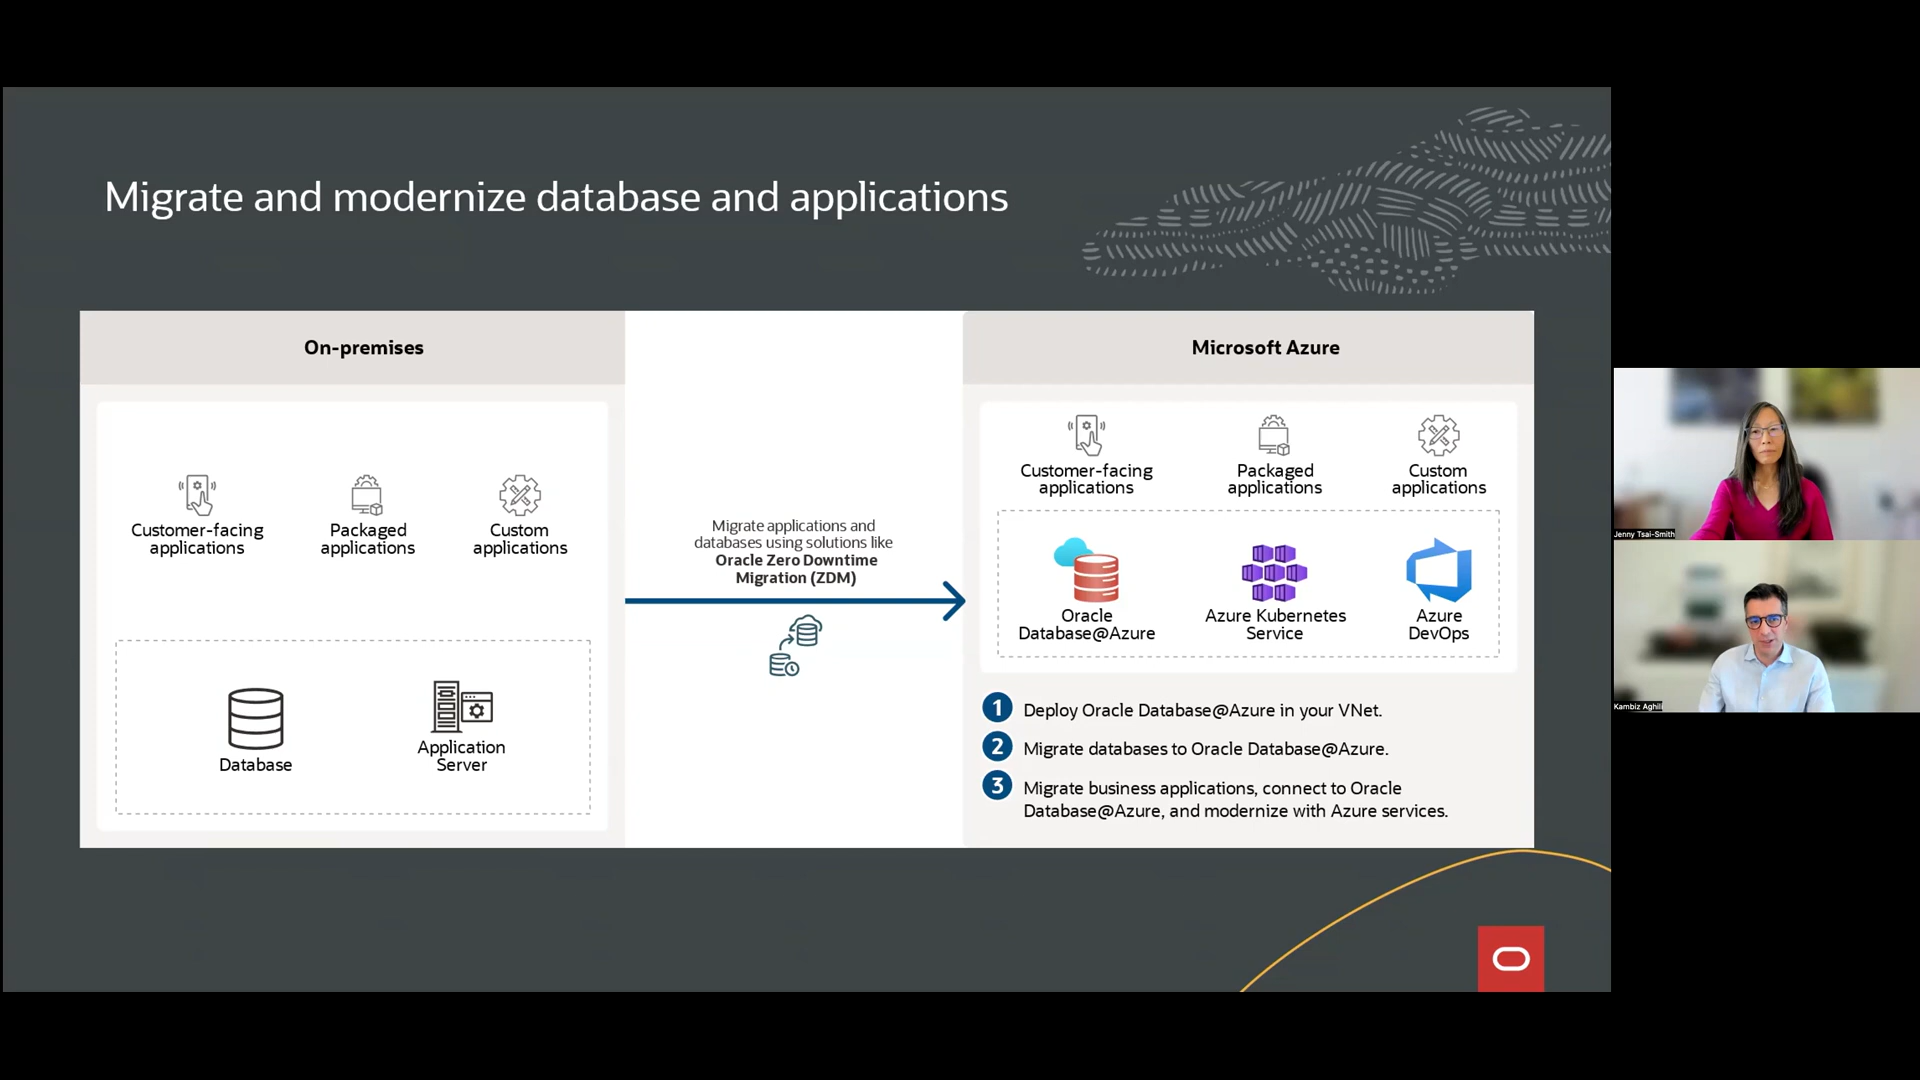 Migrate and modernize database and applications
On-premises
Customer-facing
applications
Packaged
applications
Custom
applications
Database
Application
Server
Migrate applications and
databases using solutions like
Oracle Zero Downtime
Migration (ZDM)
Microsoft Azure
Customer-facing
applications
Packaged
applications
Custom
applications
Oracle
Database@Azure
Azure Kubernetes
Service
Azure
DevOps
1 Deploy Oracle Database@Azure in your VNet.
2 Migrate databases to Oracle Database@Azure.
3 Migrate business applications, connect to Oracle
Database@Azure, and modernize with Azure services.
Jenny Tsai-Smith
Kambiz Aghili